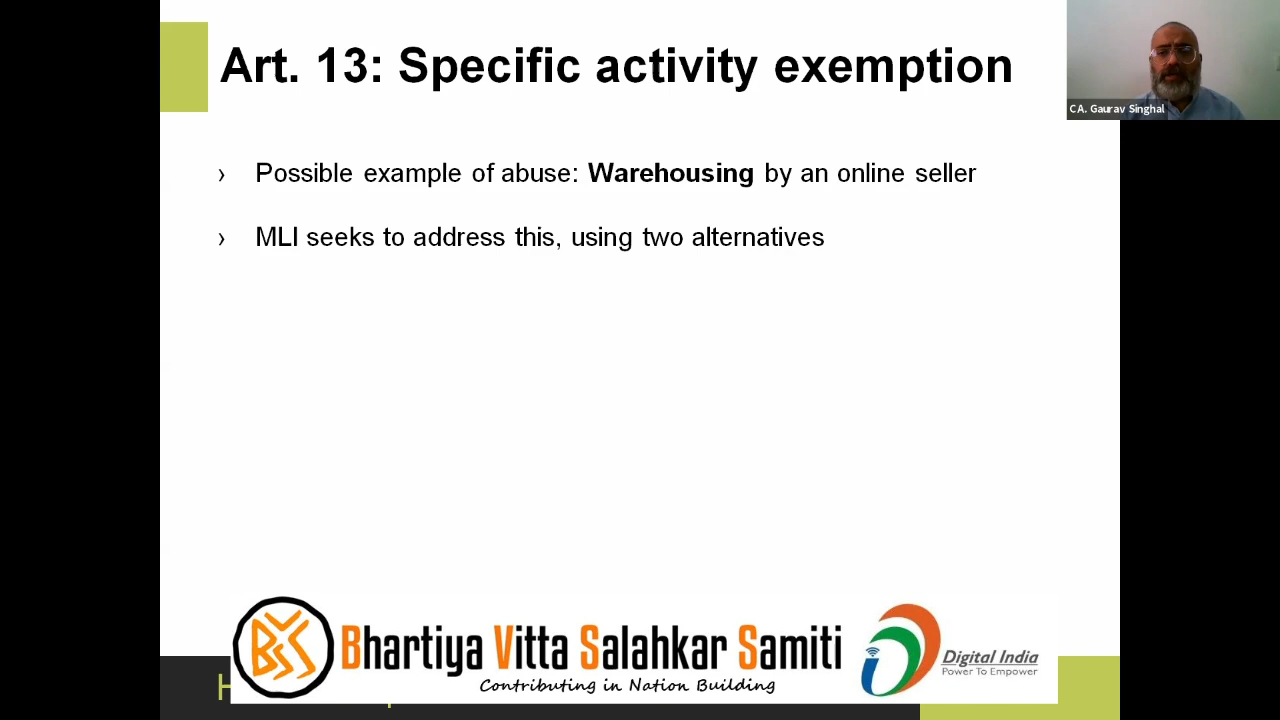 Art. 13: Specific activity exemption
CA. Gaurav Singhal
› Possible example of abuse: Warehousing by an online seller
› MLI seeks to address this, using two alternatives
BVSS
Bhartiya Vitta Salahkar Samiti
Contributing in Nation Building
Digital India
Power To Empower